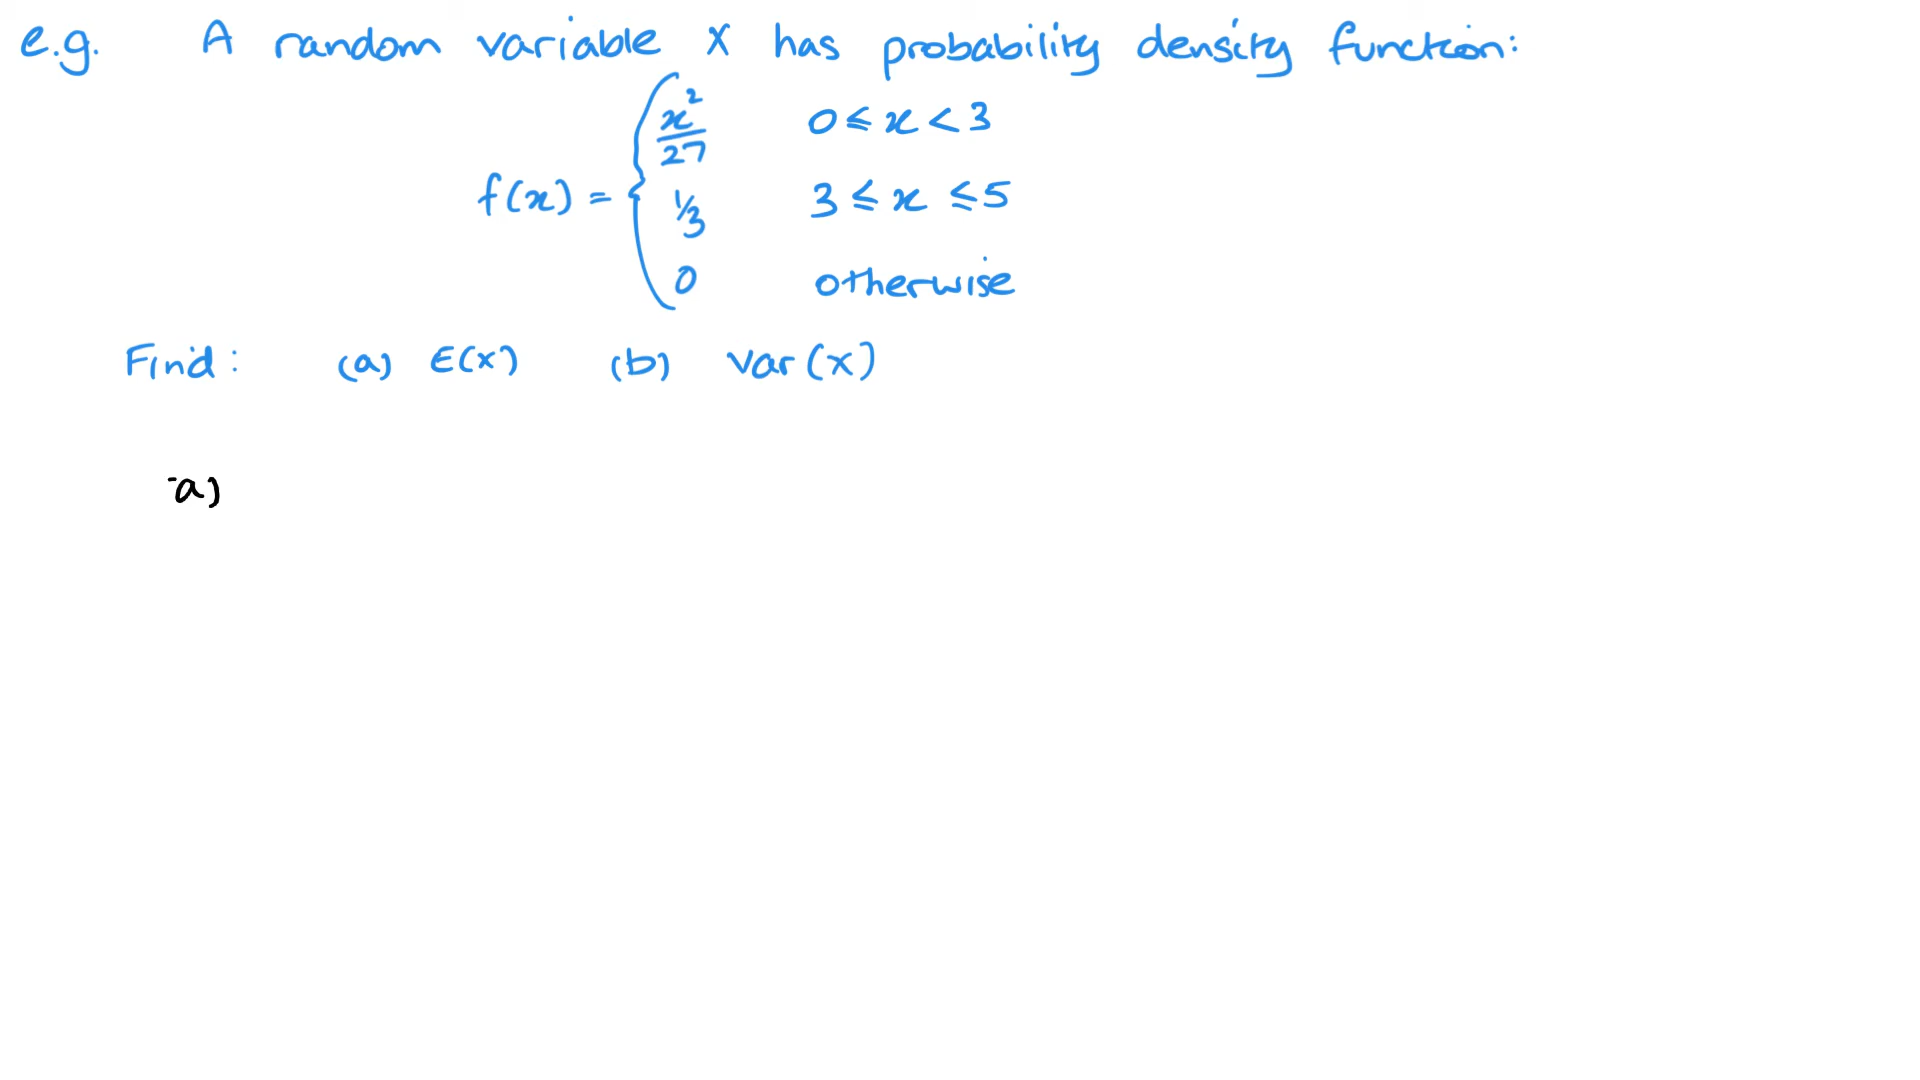 e.g. A random variable X has probability density function:
f(x) = { x²/27 0 ≤ x < 3
1/3 3 ≤ x ≤ 5
0 otherwise
Find: (a) E(X) (b) Var(X)
a)